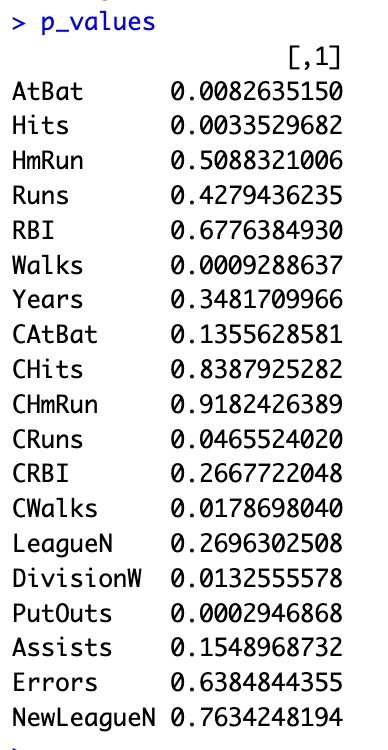 > p_values
[,1]
AtBat 0.0082635150
Hits 0.0033529682
HmRun 0.5088321006
Runs 0.4279436235
RBI 0.6776384930
Walks 0.0009288637
Years 0.3481709966
CAtBat 0.1355628581
CHits 0.8387925282
CHmRun 0.9182426389
CRuns 0.0465524020
CRBI 0.2667722048
CWalks 0.0178698040
LeagueN 0.2696302508
DivisionW 0.0132555578
PutOuts 0.0002946868
Assists 0.1548968732
Errors 0.6384844355
NewLeagueN 0.7634248194